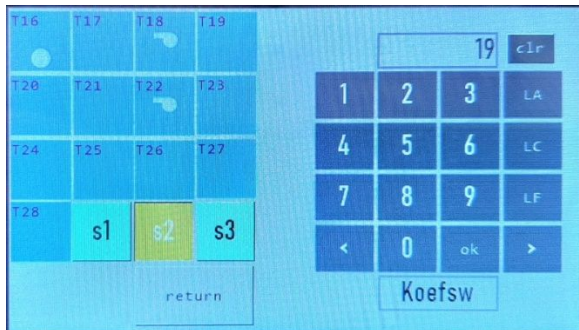 T16 T17 T18 T19
19 clr
T20 T21 T22 T23
1 2 3 LA
T24 T25 T26 T27
4 5 6 LC
7 8 9 LF
T28 s1 s2 s3
< 0 ok >
return
Koefsw